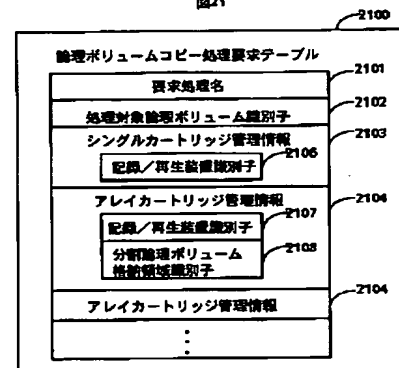 図21
2100
論理ボリュームコピー処理要求テーブル
要求処理名
2101
処理対象論理ボリューム識別子
2102
シングルカートリッジ管理情報
2103
記録／再生装置識別子
2106
アレイカートリッジ管理情報
2104
記録／再生装置識別子
2107
分割論理ボリューム
格納領域識別子
2108
アレイカートリッジ管理情報
2104